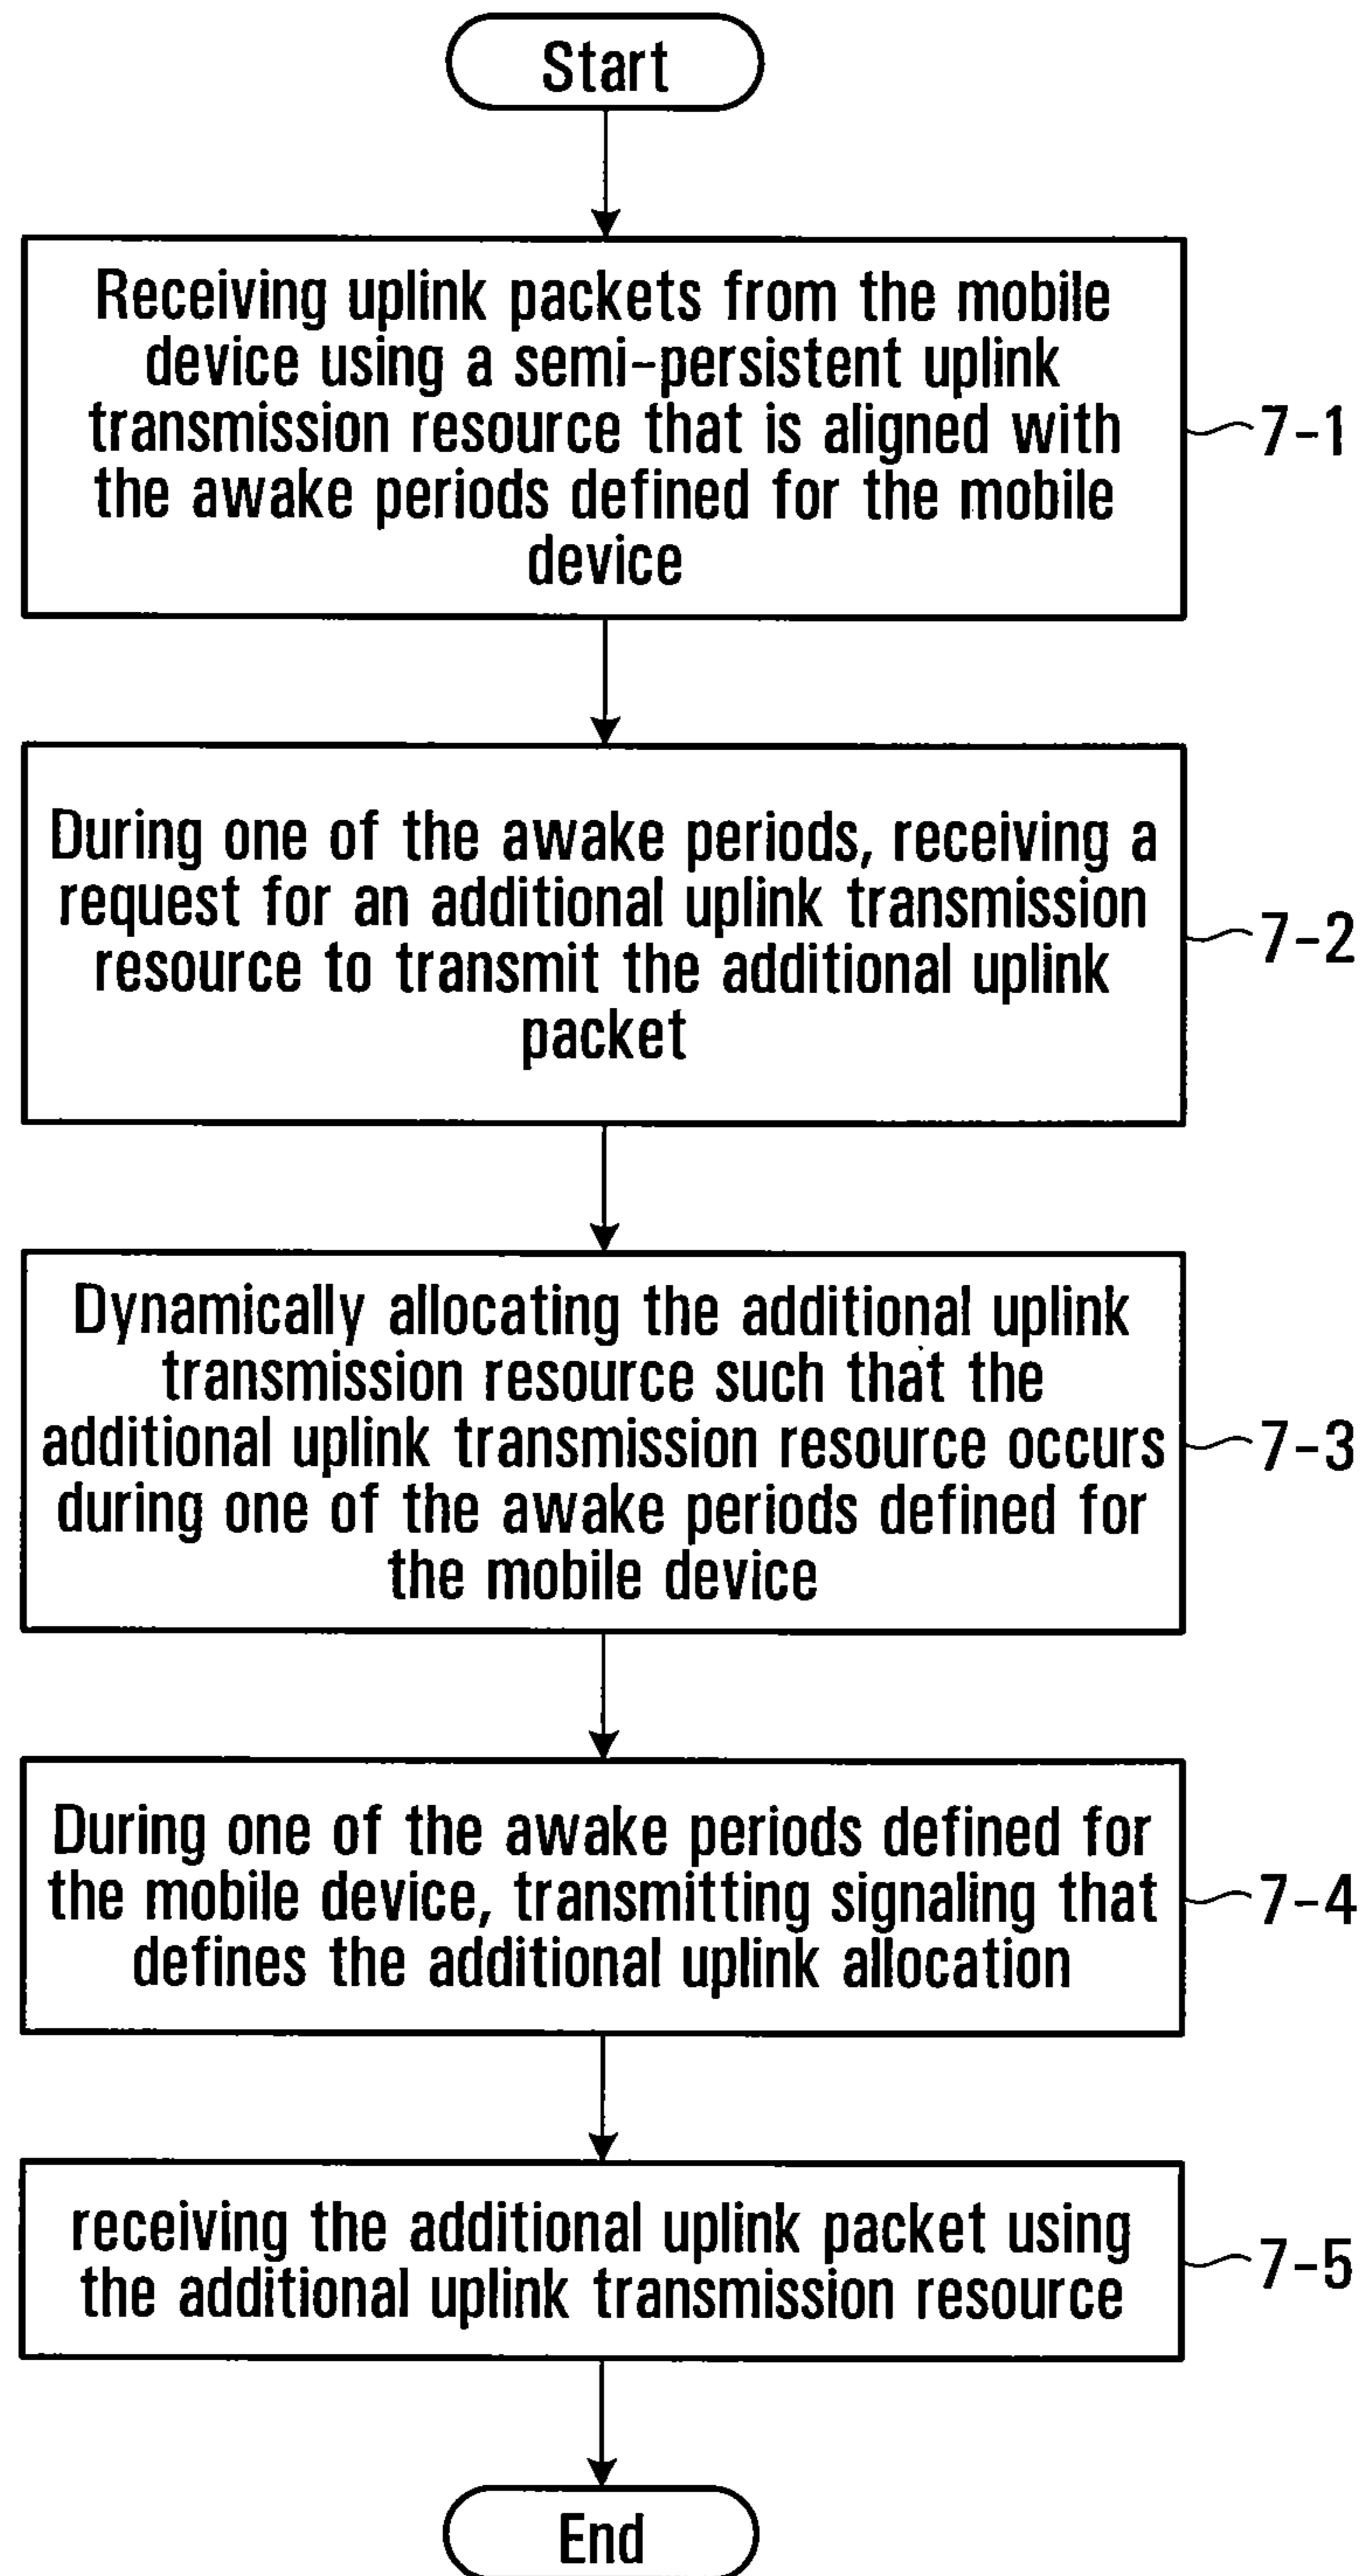 Start
Receiving uplink packets from the mobile
device using a semi-persistent uplink
transmission resource that is aligned with
the awake periods defined for the mobile
device
7-1
During one of the awake periods, receiving a
request for an additional uplink transmission
resource to transmit the additional uplink
packet
7-2
Dynamically allocating the additional uplink
transmission resource such that the
additional uplink transmission resource occurs
during one of the awake periods defined for
the mobile device
7-3
During one of the awake periods defined for
the mobile device, transmitting signaling that
defines the additional uplink allocation
7-4
receiving the additional uplink packet using
the additional uplink transmission resource
7-5
End